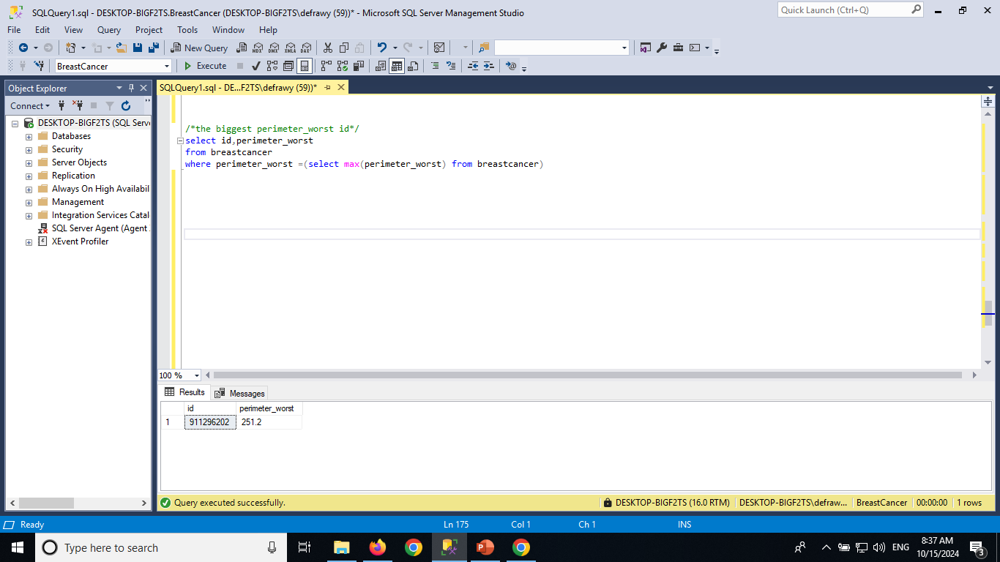 SQLQuery1.sql - DESKTOP-BIGF2TS.BreastCancer (DESKTOP-BIGF2TS\defrawy (59))* - Microsoft SQL Server Management Studio
Quick Launch (Ctrl+Q)
File Edit View Query Project Tools Window Help
New Query MDX DMX XMLA DAX
BreastCancer Execute
Object Explorer
SQLQuery1.sql - DE...F2TS\defrawy (59))*
Connect
DESKTOP-BIGF2TS (SQL Serve
Databases
Security
Server Objects
Replication
Always On High Availabil
Management
Integration Services Catal
SQL Server Agent (Agent
XEvent Profiler
/*the biggest perimeter_worst id*/
select id,perimeter_worst
from breastcancer
where perimeter_worst =(select max(perimeter_worst) from breastcancer)
100 %
Results Messages
id perimeter_worst
1 911296202 251.2
Query executed successfully. DESKTOP-BIGF2TS (16.0 RTM) DESKTOP-BIGF2TS\defraw... BreastCancer 00:00:00 1 rows
Ready Ln 175 Col 1 Ch 1 INS
Type here to search
ENG
8:37 AM
10/15/2024
3